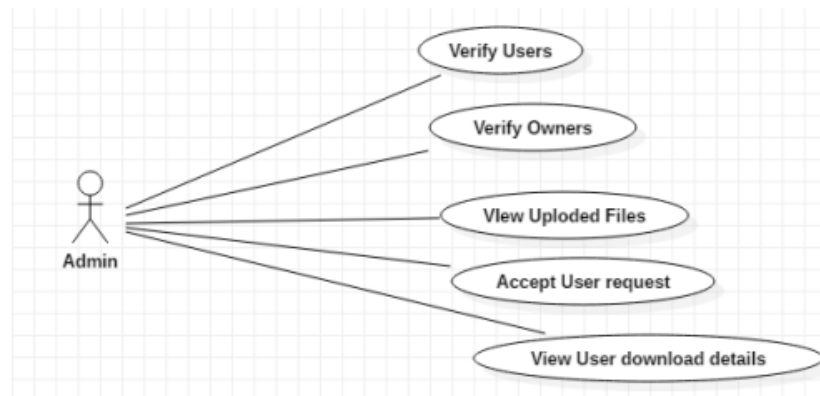 Verify Users
Verify Owners
VIew Uploded Files
Admin
Accept User request
View User download details